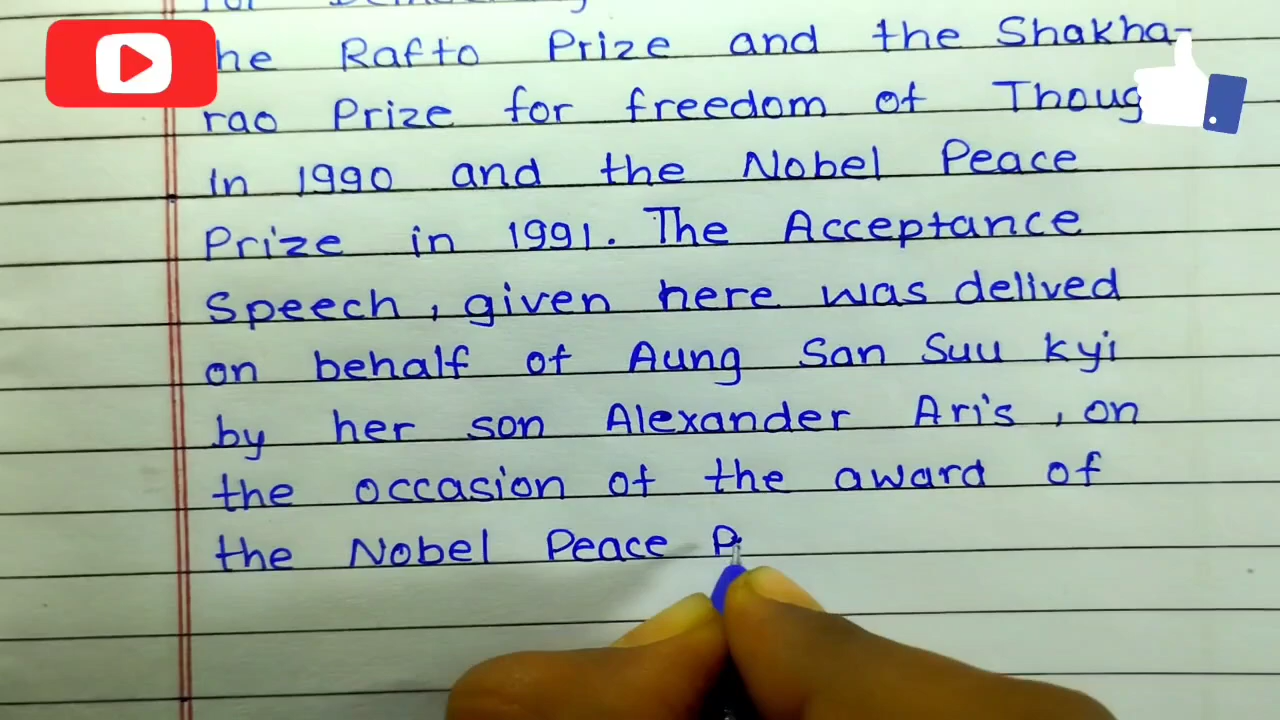 the Rafto Prize and the Shakha-
rao Prize for freedom of Thoug
In 1990 and the Nobel Peace
Prize in 1991. The Acceptance
Speech, given here was delived
on behalf of Aung San Suu kyi
by her son Alexander Aris, on
the occasion of the award of
the Nobel Peace P